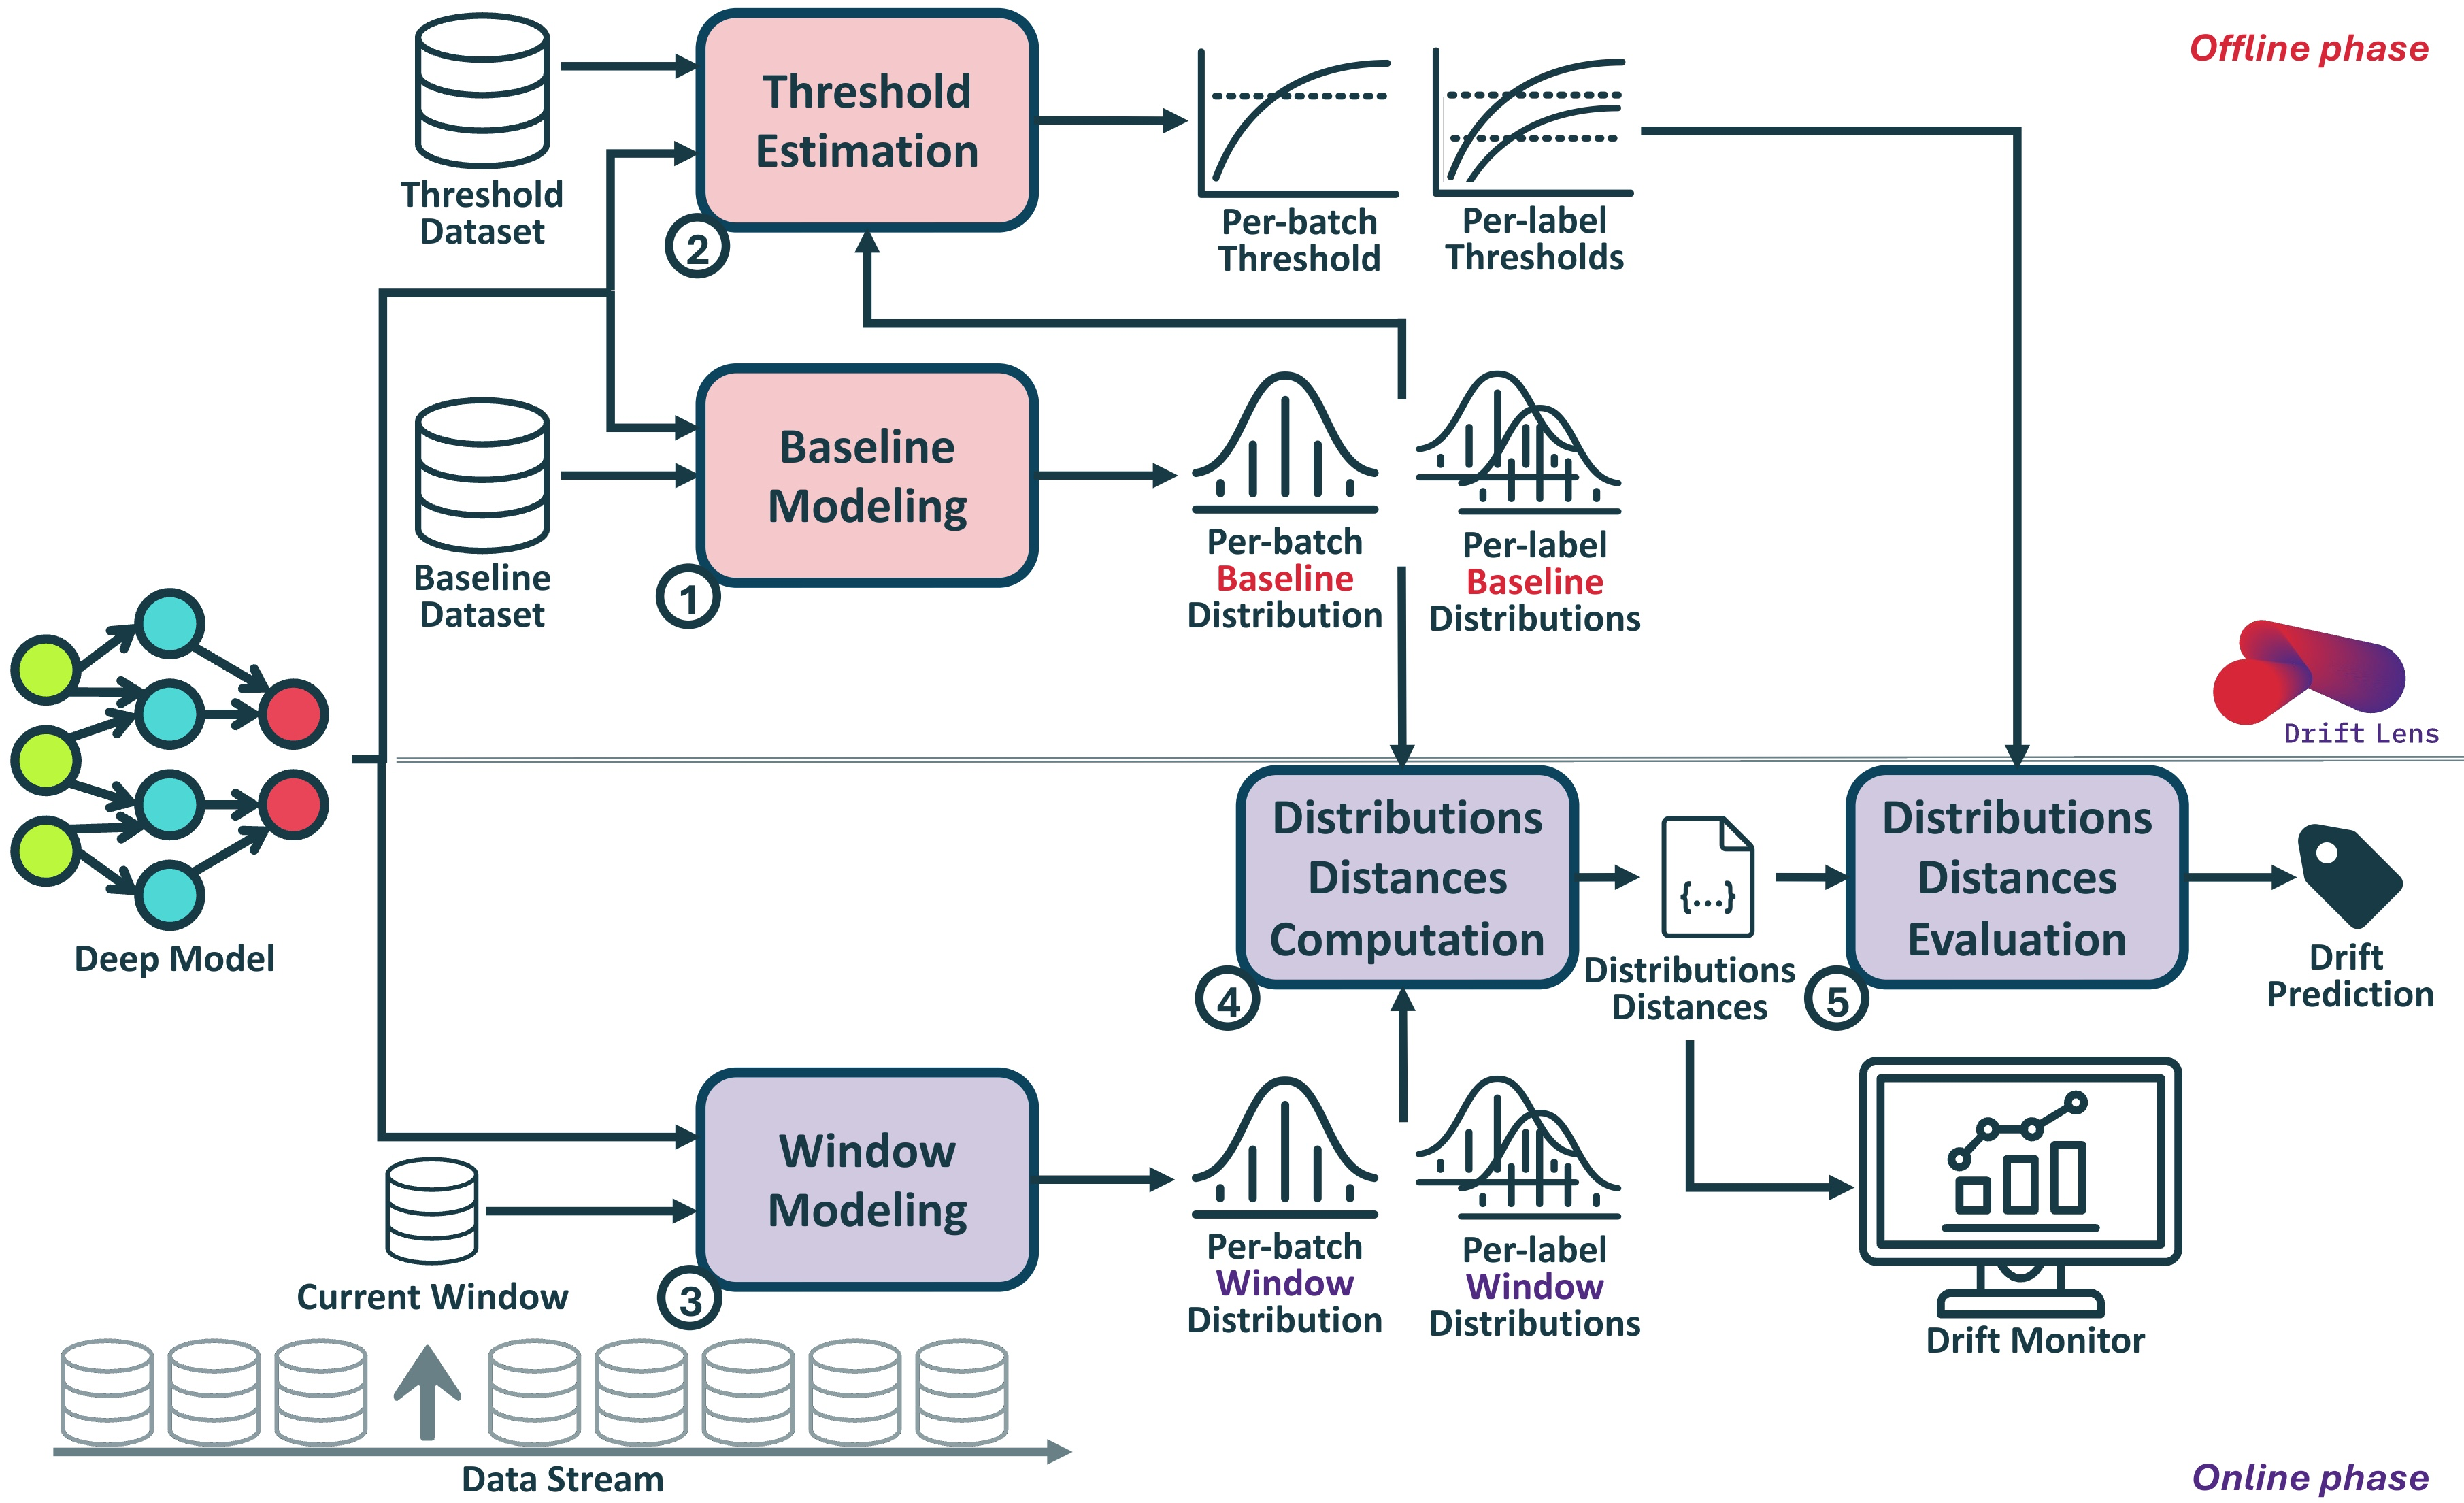 Offline phase
Threshold
Estimation
2
Threshold
Dataset
Per-batch
Threshold
Per-label
Thresholds
Baseline
Modeling
1
Baseline
Dataset
Per-batch
Baseline
Distribution
Per-label
Baseline
Distributions
Drift Lens
Deep Model
Distributions
Distances
Computation
4
{...}
Distributions
Distances
Distributions
Distances
Evaluation
5
Drift
Prediction
Window
Modeling
3
Current Window
Per-batch
Window
Distribution
Per-label
Window
Distributions
Drift Monitor
Data Stream
Online phase